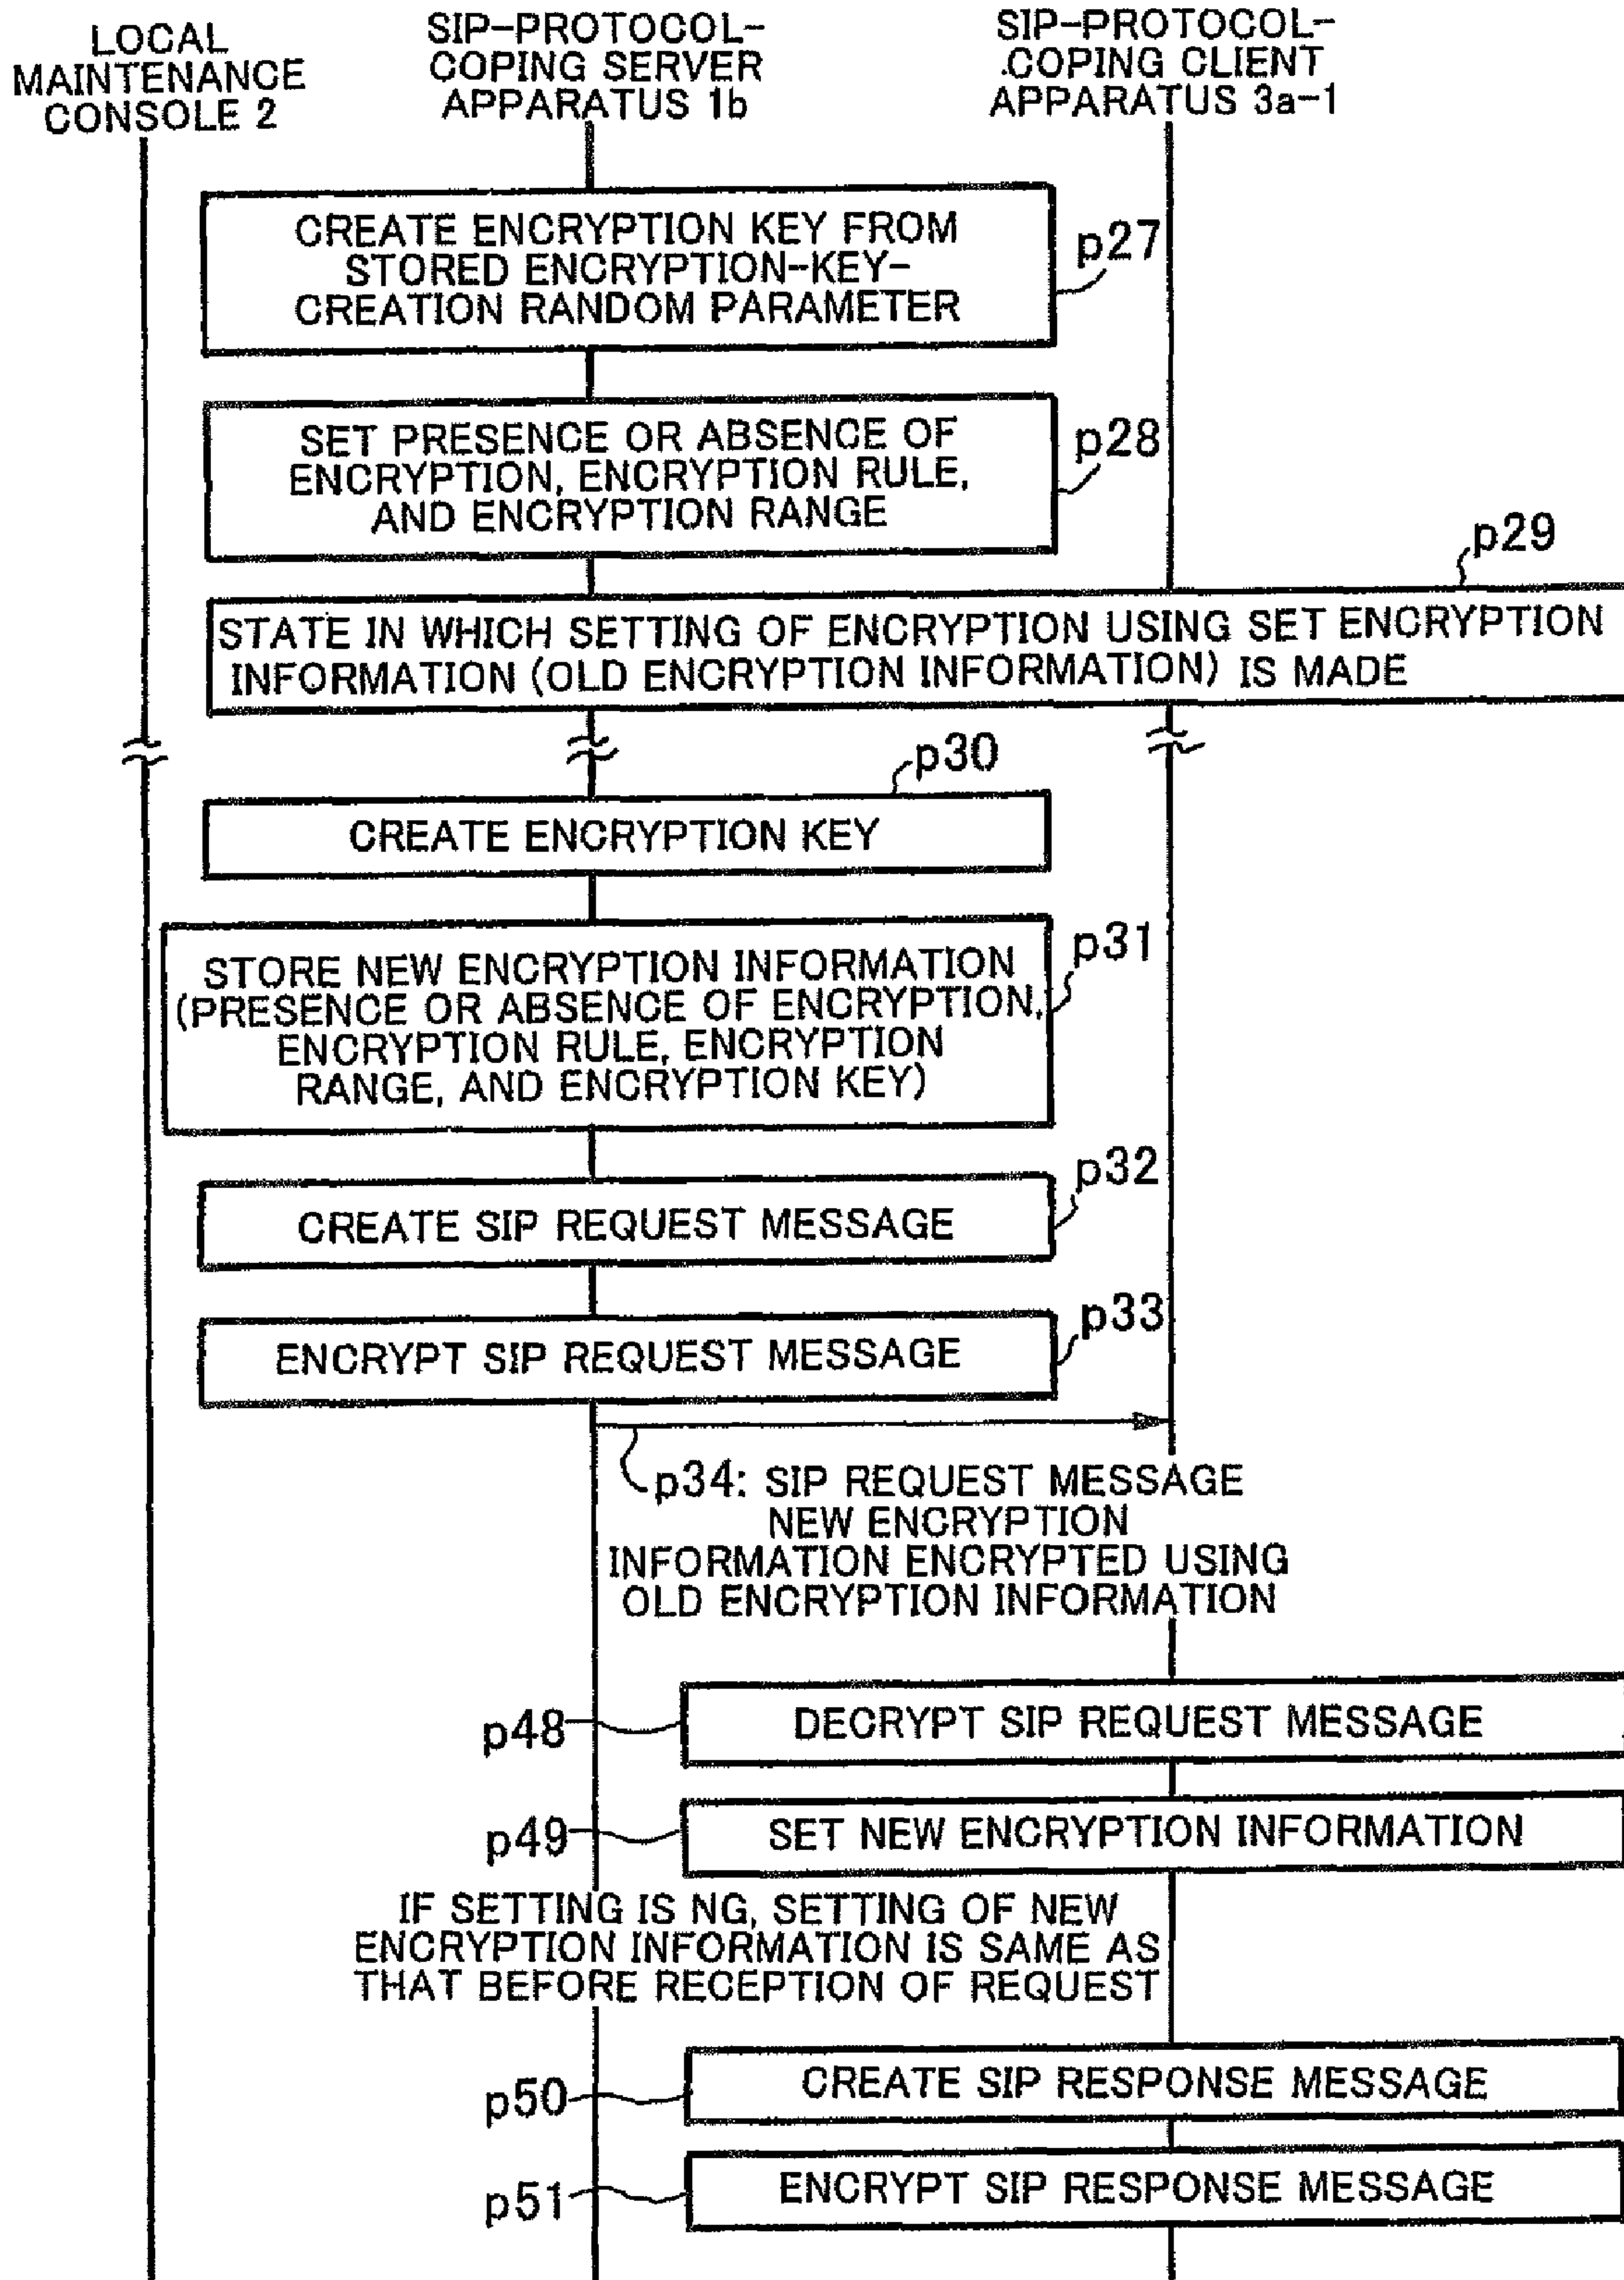 LOCAL
MAINTENANCE
CONSOLE 2
SIP-PROTOCOL-
COPING SERVER
APPARATUS 1b
SIP-PROTOCOL-
COPING CLIENT
APPARATUS 3a-1
CREATE ENCRYPTION KEY FROM
STORED ENCRYPTION-KEY-
CREATION RANDOM PARAMETER
p27
SET PRESENCE OR ABSENCE OF
ENCRYPTION, ENCRYPTION RULE,
AND ENCRYPTION RANGE
p28
p29
STATE IN WHICH SETTING OF ENCRYPTION USING SET ENCRYPTION
INFORMATION (OLD ENCRYPTION INFORMATION) IS MADE
p30
CREATE ENCRYPTION KEY
STORE NEW ENCRYPTION INFORMATION
(PRESENCE OR ABSENCE OF ENCRYPTION,
ENCRYPTION RULE, ENCRYPTION
RANGE, AND ENCRYPTION KEY)
p31
p32
CREATE SIP REQUEST MESSAGE
p33
ENCRYPT SIP REQUEST MESSAGE
p34: SIP REQUEST MESSAGE
NEW ENCRYPTION
INFORMATION ENCRYPTED USING
OLD ENCRYPTION INFORMATION
p48
DECRYPT SIP REQUEST MESSAGE
p49
SET NEW ENCRYPTION INFORMATION
IF SETTING IS NG, SETTING OF NEW
ENCRYPTION INFORMATION IS SAME AS
THAT BEFORE RECEPTION OF REQUEST
p50
CREATE SIP RESPONSE MESSAGE
p51
ENCRYPT SIP RESPONSE MESSAGE